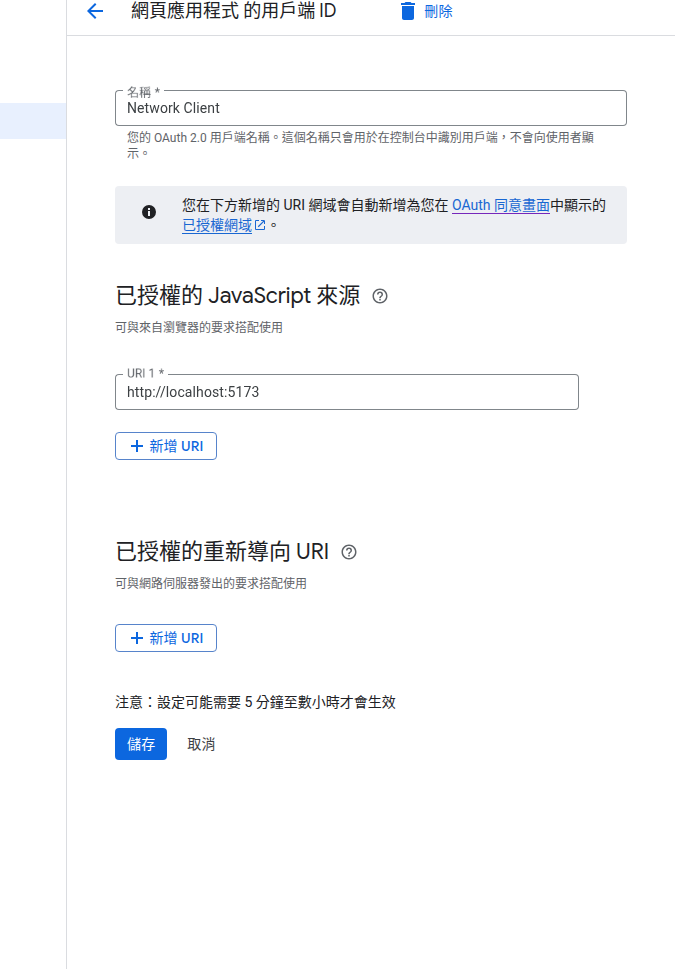 網頁應用程式 的用戶端 ID
刪除
名稱 *
Network Client
您的 OAuth 2.0 用戶端名稱。這個名稱只會用於在控制台中識別用戶端，不會向使用者顯
示。
您在下方新增的 URI 網域會自動新增為您在 OAuth 同意畫面中顯示的
已授權網域。
已授權的 JavaScript 來源
可與來自瀏覽器的要求搭配使用
URI 1 *
http://localhost:5173
+ 新增 URI
已授權的重新導向 URI
可與網路伺服器發出的要求搭配使用
+ 新增 URI
注意：設定可能需要 5 分鐘至數小時才會生效
儲存
取消